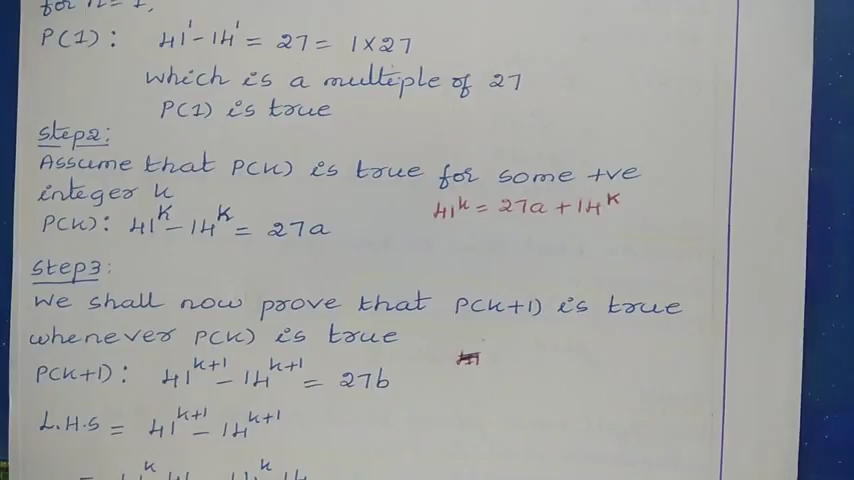 for n = 1,
P(1) : 41¹ - 14¹ = 27 = 1 × 27
which is a multiple of 27
P(1) is true
Step2:
Assume that P(k) is true for some +ve
integer k
41ᵏ = 27a + 14ᵏ
P(k) : 41ᵏ - 14ᵏ = 27a
Step3:
We shall now prove that P(k+1) is true
whenever P(k) is true
P(k+1) : 41ᵏ⁺¹ - 14ᵏ⁺¹ = 27b
L.H.S = 41ᵏ⁺¹ - 14ᵏ⁺¹